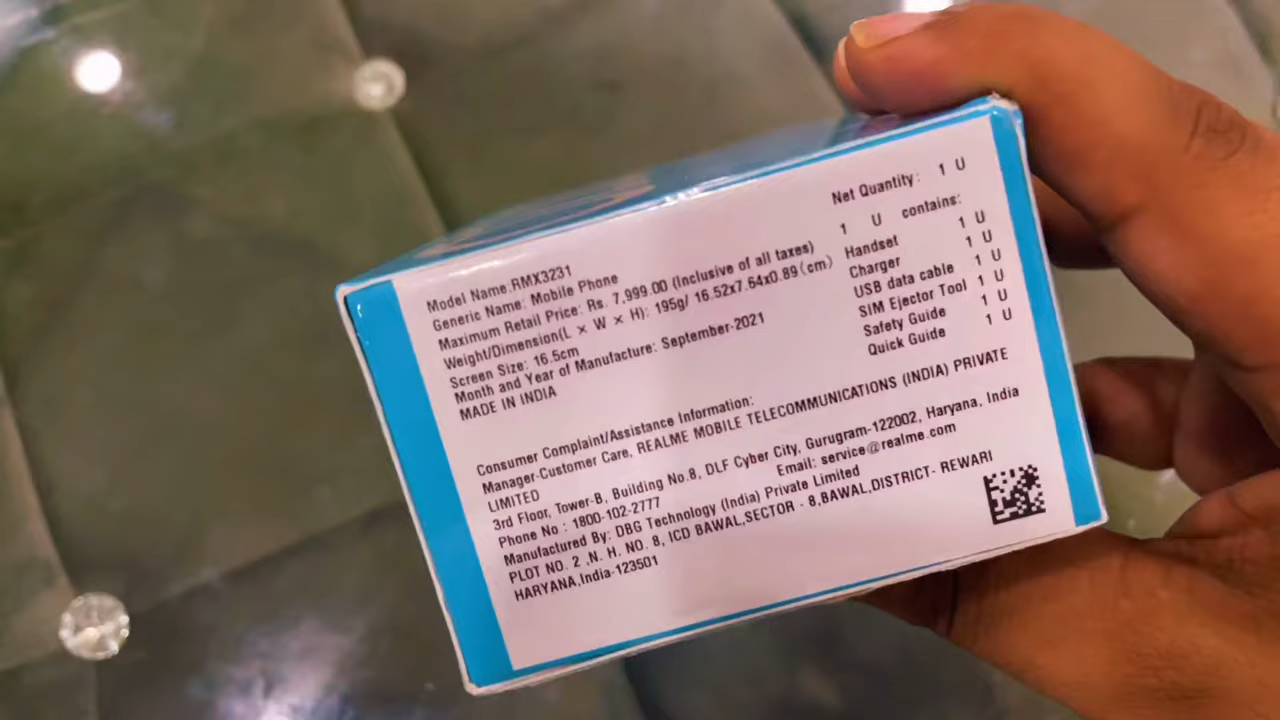 Model Name:RMX3231
Generic Name: Mobile Phone
Maximum Retail Price: Rs. 7,999.00 (Inclusive of all taxes)
Weight/Dimension(L × W × H): 195g/ 16.52x7.64x0.89(cm)
Screen Size: 16.5cm
Month and Year of Manufacture: September-2021
MADE IN INDIA
Net Quantity: 1 U
1 U contains:
Handset 1 U
Charger 1 U
USB data cable 1 U
SIM Ejector Tool 1 U
Safety Guide 1 U
Quick Guide 1 U
Consumer Complaint/Assistance Information:
Manager-Customer Care, REALME MOBILE TELECOMMUNICATIONS (INDIA) PRIVATE
LIMITED
3rd Floor, Tower-B, Building No.8, DLF Cyber City, Gurugram-122002, Haryana, India
Phone No : 1800-102-2777 Email: service@realme.com
Manufactured By: DBG Technology (India) Private Limited
PLOT NO. 2 ,N. H. NO. 8, ICD BAWAL,SECTOR - 8,BAWAL,DISTRICT- REWARI
HARYANA,India-123501